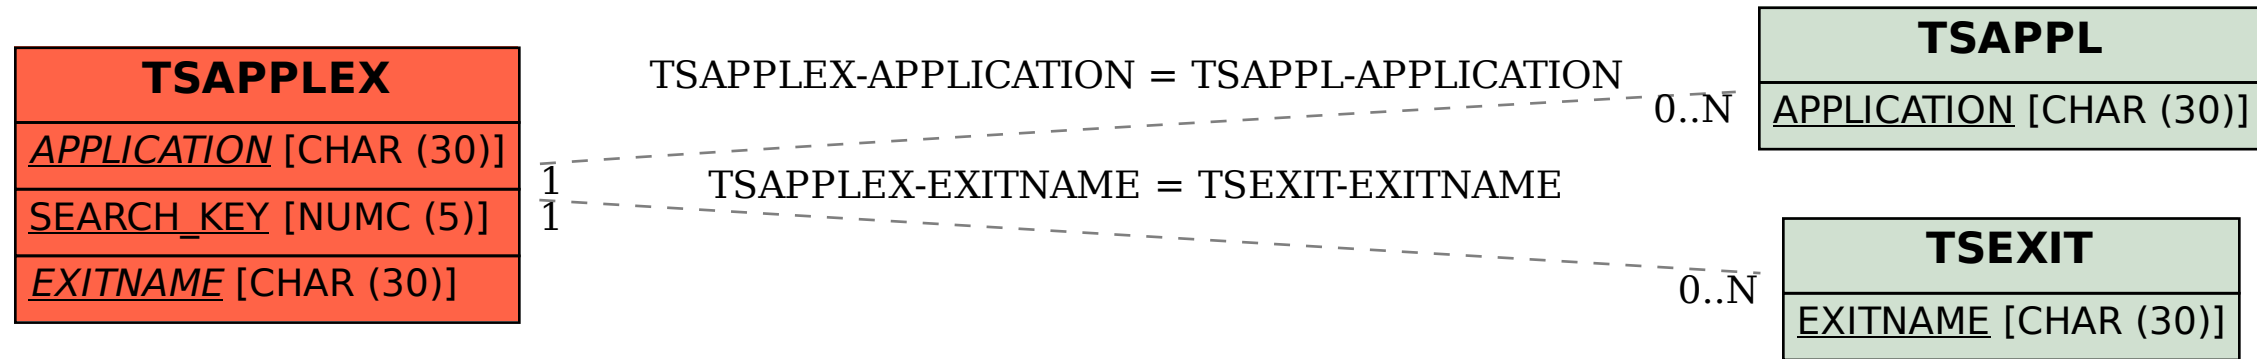 TSAPPLEX
APPLICATION [CHAR (30)]
SEARCH_KEY [NUMC (5)]
EXITNAME [CHAR (30)]
TSAPPLEX-APPLICATION = TSAPPL-APPLICATION
0..N
1
TSAPPLEX-EXITNAME = TSEXIT-EXITNAME
1
0..N
TSAPPL
APPLICATION [CHAR (30)]
TSEXIT
EXITNAME [CHAR (30)]